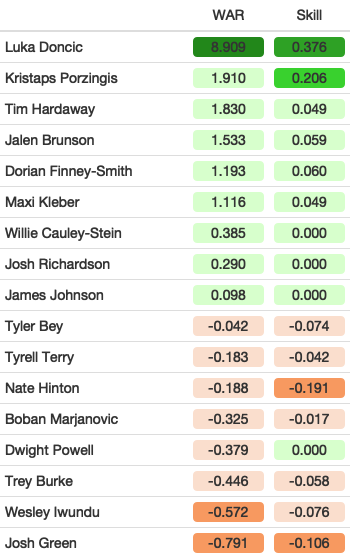 WAR Skill
Luka Doncic 8.909 0.376
Kristaps Porzingis 1.910 0.206
Tim Hardaway 1.830 0.049
Jalen Brunson 1.533 0.059
Dorian Finney-Smith 1.193 0.060
Maxi Kleber 1.116 0.049
Willie Cauley-Stein 0.385 0.000
Josh Richardson 0.290 0.000
James Johnson 0.098 0.000
Tyler Bey -0.042 -0.074
Tyrell Terry -0.183 -0.042
Nate Hinton -0.188 -0.191
Boban Marjanovic -0.325 -0.017
Dwight Powell -0.379 0.000
Trey Burke -0.446 -0.058
Wesley Iwundu -0.572 -0.076
Josh Green -0.791 -0.106